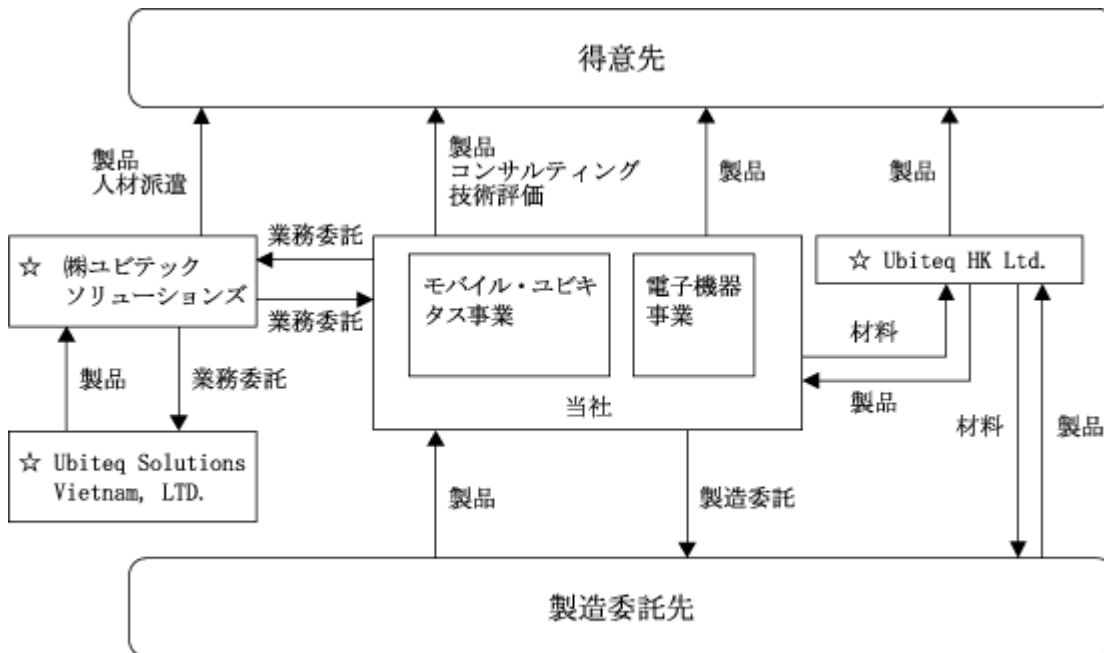 得意先
製品
人材派遣
製品
コンサルティング
技術評価
製品
製品
☆ ㈱ユビテック
ソリューションズ
業務委託
業務委託
モバイル・ユビキ
タス事業
電子機器
事業
当社
☆ Ubiteq HK Ltd.
材料
製品
材料
製品
製品
業務委託
☆ Ubiteq Solutions
Vietnam, LTD.
製品
製造委託
製造委託先